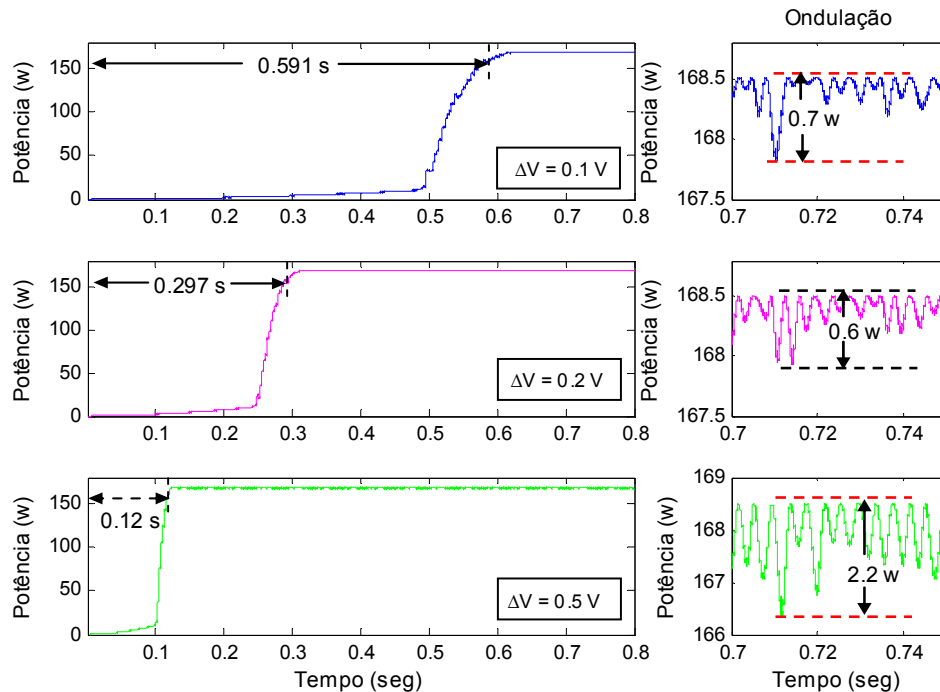 Ondulação
Potência (w)
150
100
50
0
0.591 s
ΔV = 0.1 V
0.1 0.2 0.3 0.4 0.5 0.6 0.7 0.8
Tempo (seg)
Potência (w)
168.5
168
167.5
0.7 w
0.7 0.72 0.74
Tempo (seg)
Potência (w)
150
100
50
0
0.297 s
ΔV = 0.2 V
0.1 0.2 0.3 0.4 0.5 0.6 0.7 0.8
Potência (w)
168.5
168
167.5
0.6 w
0.7 0.72 0.74
Potência (w)
150
100
50
0
0.12 s
ΔV = 0.5 V
0.1 0.2 0.3 0.4 0.5 0.6 0.7 0.8
Tempo (seg)
Potência (w)
169
168
167
166
2.2 w
0.7 0.72 0.74
Tempo (seg)